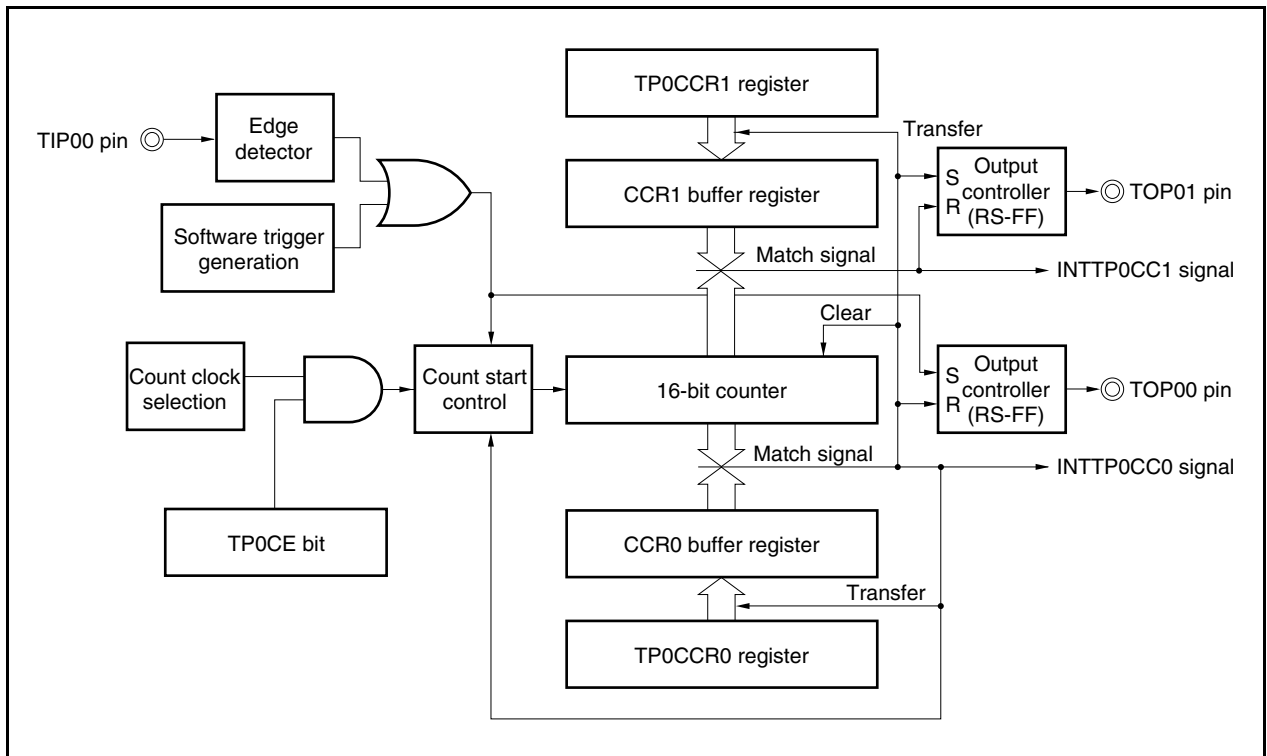 TP0CCR1 register
TIP00 pin
Edge
detector
Transfer
Software trigger
generation
CCR1 buffer register
S
R
Output
controller
(RS-FF)
TOP01 pin
Match signal
INTTP0CC1 signal
Clear
Count clock
selection
Count start
control
16-bit counter
S
R
Output
controller
(RS-FF)
TOP00 pin
Match signal
INTTP0CC0 signal
TP0CE bit
CCR0 buffer register
Transfer
TP0CCR0 register